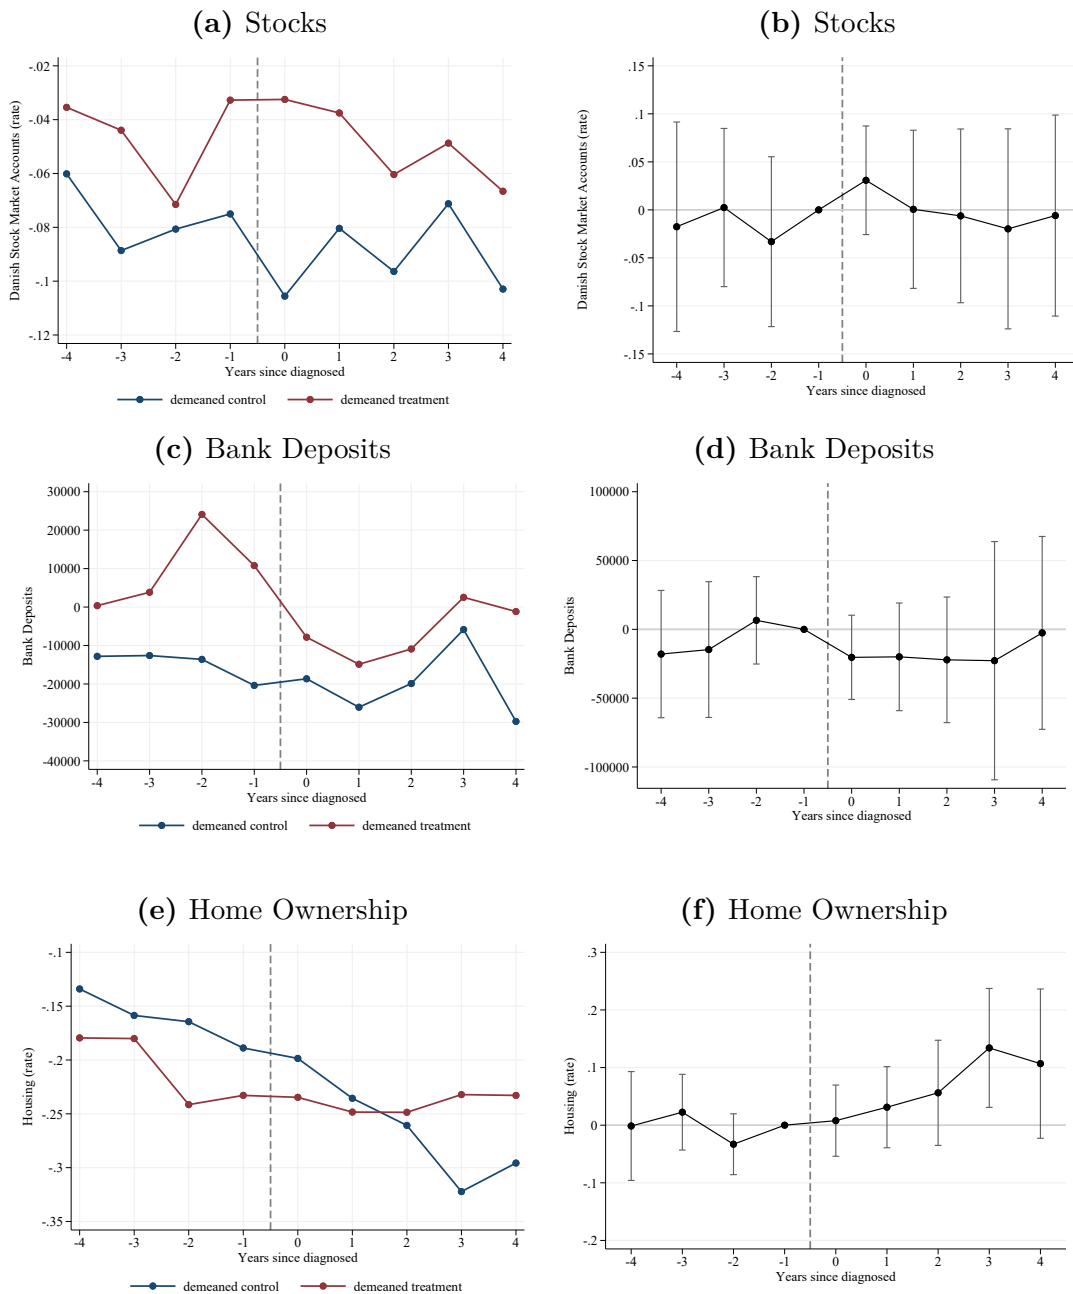 (a) Stocks
Danish Stock Market Accounts (rate)
-.02
-.04
-.06
-.08
-.1
-.12
-4 -3 -2 -1 0 1 2 3 4
Years since diagnosed
demeaned control demeaned treatment
(b) Stocks
Danish Stock Market Accounts (rate)
.15
.1
.05
0
-.05
-.1
-.15
-4 -3 -2 -1 0 1 2 3 4
Years since diagnosed
(c) Bank Deposits
Bank Deposits
30000
20000
10000
0
-10000
-20000
-30000
-40000
-4 -3 -2 -1 0 1 2 3 4
Years since diagnosed
demeaned control demeaned treatment
(d) Bank Deposits
Bank Deposits
100000
50000
0
-50000
-100000
-4 -3 -2 -1 0 1 2 3 4
Years since diagnosed
(e) Home Ownership
Housing (rate)
-.1
-.15
-.2
-.25
-.3
-.35
-4 -3 -2 -1 0 1 2 3 4
Years since diagnosed
demeaned control demeaned treatment
(f) Home Ownership
Housing (rate)
.3
.2
.1
0
-.1
-.2
-4 -3 -2 -1 0 1 2 3 4
Years since diagnosed